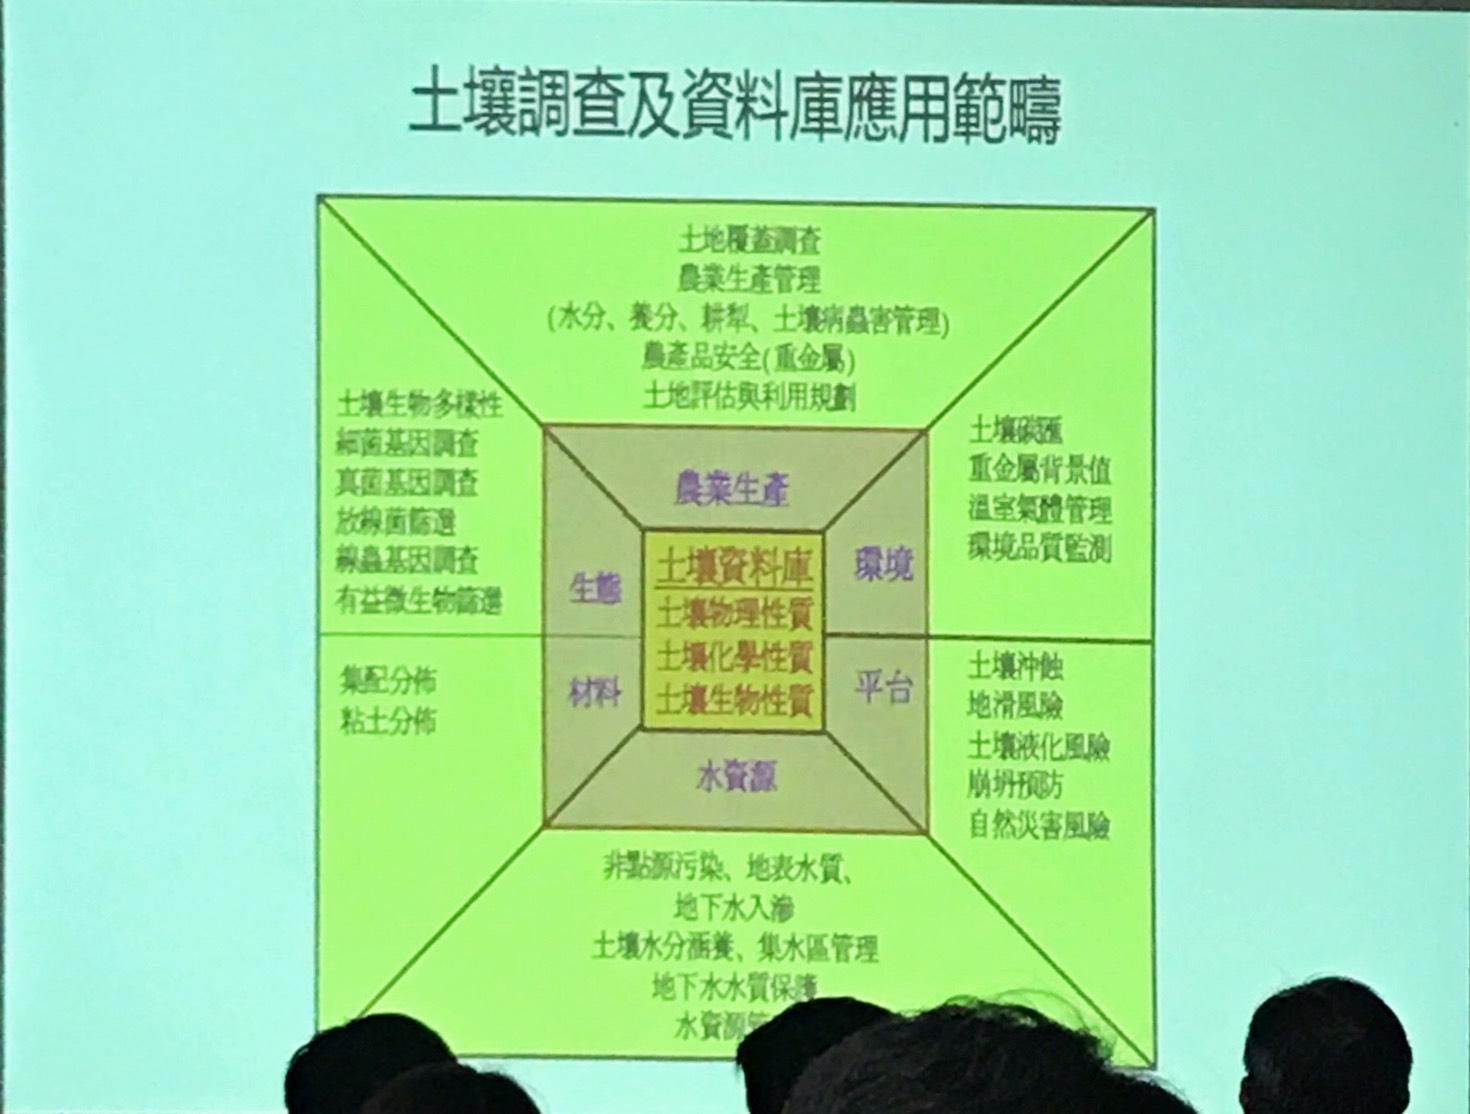 土壤調查及資料庫應用範疇
土地覆蓋調查
農業生產管理
(水分、養分、耕犁、土壤病蟲害管理)
農產品安全(重金屬)
土地評估與利用規劃
土壤生物多樣性
細菌基因調查
真菌基因調查
放線菌篩選
線蟲基因調查
有益微生物篩選
農業生產
土壤碳匯
重金屬背景值
溫室氣體管理
環境品質監測
生態
土壤資料庫
土壤物理性質
土壤化學性質
土壤生物性質
環境
集配分佈
粘土分佈
材料
平台
土壤沖蝕
地滑風險
土壤液化風險
崩坍預防
自然災害風險
水資源
非點源污染、地表水質、
地下水入滲
土壤水分涵養、集水區管理
地下水水質保護
水資源